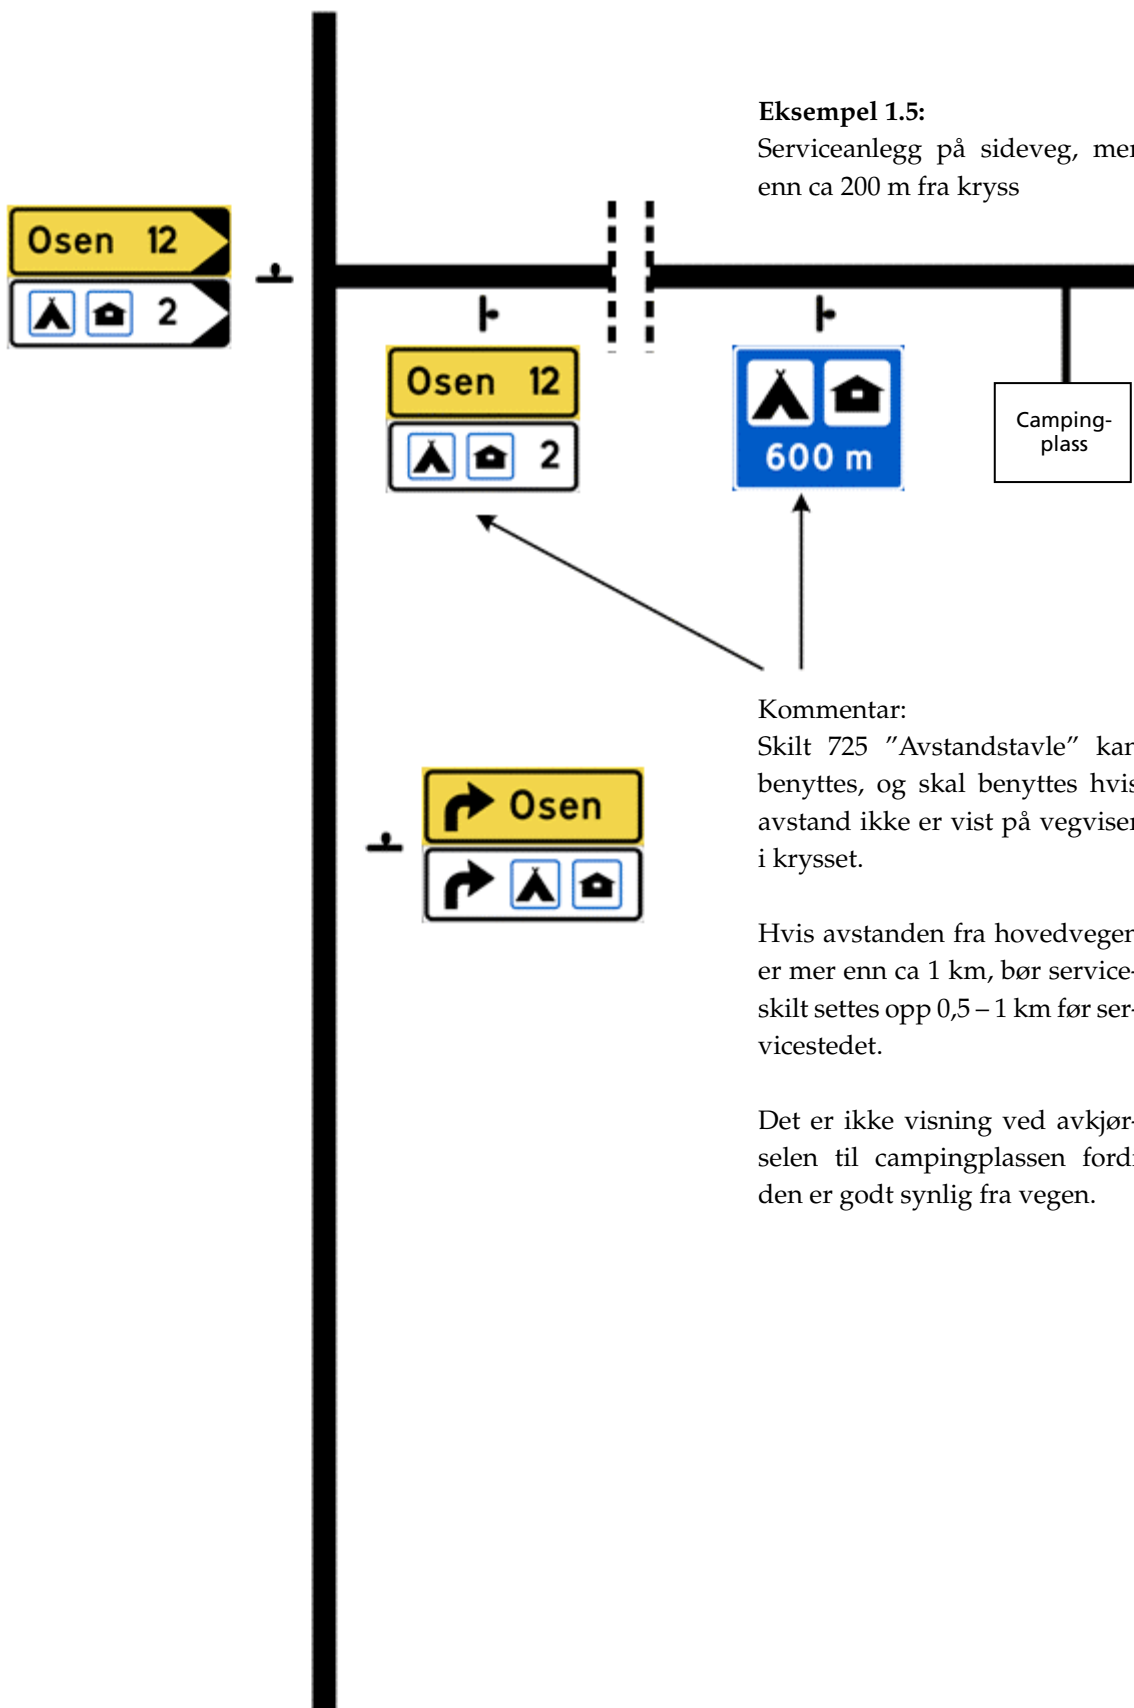 Eksempel 1.5:
Serviceanlegg på sideveg, mer
enn ca 200 m fra kryss
Osen 12
2
Osen 12
2
600 m
Camping-
plass
Kommentar:
Skilt 725 ”Avstandstavle” kan
benyttes, og skal benyttes hvis
avstand ikke er vist på vegviser
i krysset.
Hvis avstanden fra hovedvegen
er mer enn ca 1 km, bør service-
skilt settes opp 0,5 – 1 km før ser-
vicestedet.
Det er ikke visning ved avkjør-
selen til campingplassen fordi
den er godt synlig fra vegen.
Osen